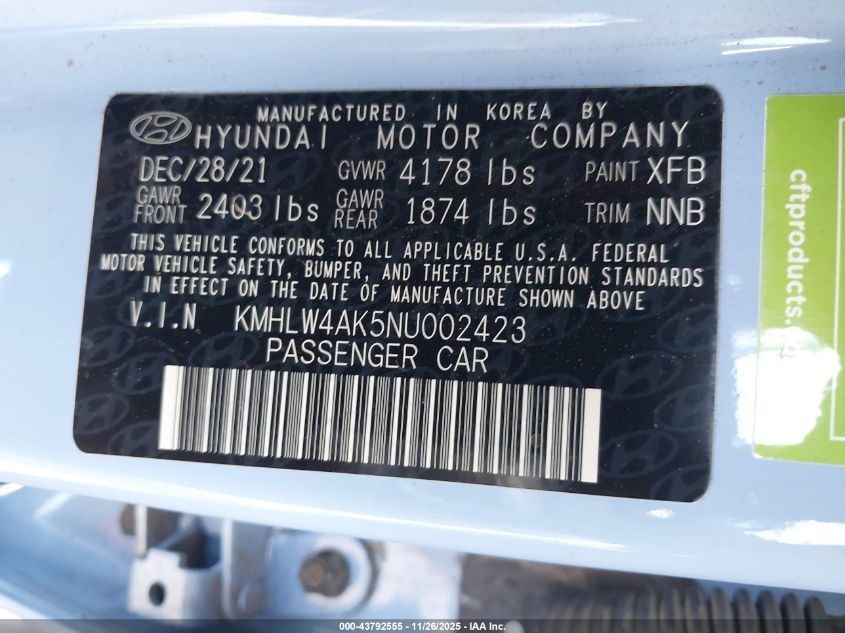 MANUFACTURED IN KOREA BY
HYUNDAI MOTOR COMPANY
DEC/28/21 GVWR 4178 lbs PAINT XFB
GAWR FRONT 2403 lbs GAWR REAR 1874 lbs TRIM NNB
THIS VEHICLE CONFORMS TO ALL APPLICABLE U.S.A. FEDERAL
MOTOR VEHICLE SAFETY, BUMPER, AND THEFT PREVENTION STANDARDS
IN EFFECT ON THE DATE OF MANUFACTURE SHOWN ABOVE
V.I.N KMHLW4AK5NU002423
PASSENGER CAR
cftproducts.
000-43792555 - 11/26/2025 - IAA Inc.